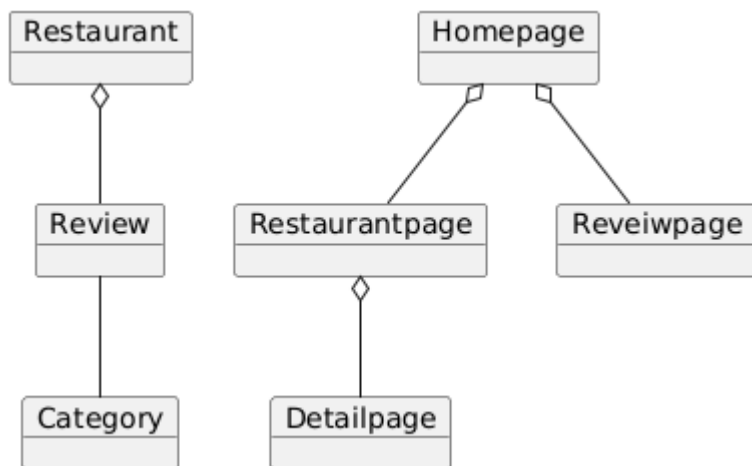 Restaurant
Homepage
Review
Restaurantpage
Reveiwpage
Category
Detailpage